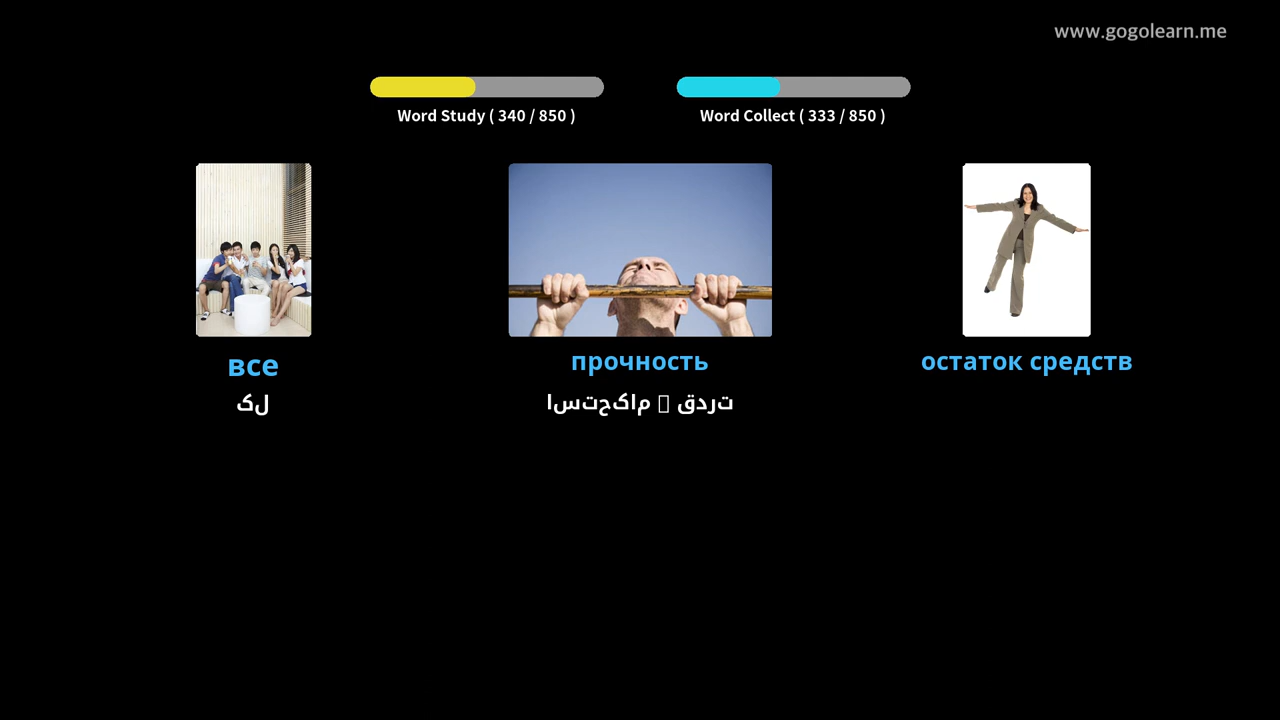 www.gogolearn.me
Word Study ( 340 / 850 )
Word Collect ( 333 / 850 )
все
прочность
остаток средств
کل
استحکام قدرت